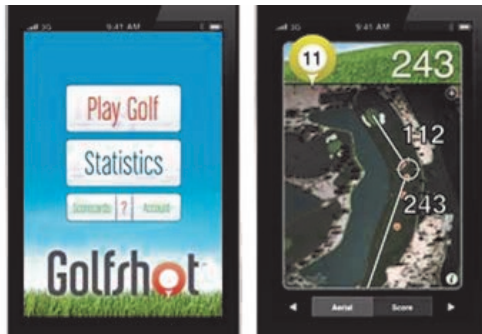 3G 9:41 AM
Play Golf
Statistics
Scorecards ? Account
Golfshot
3G 9:41 AM
11 243
112
243
i
Aerial Score